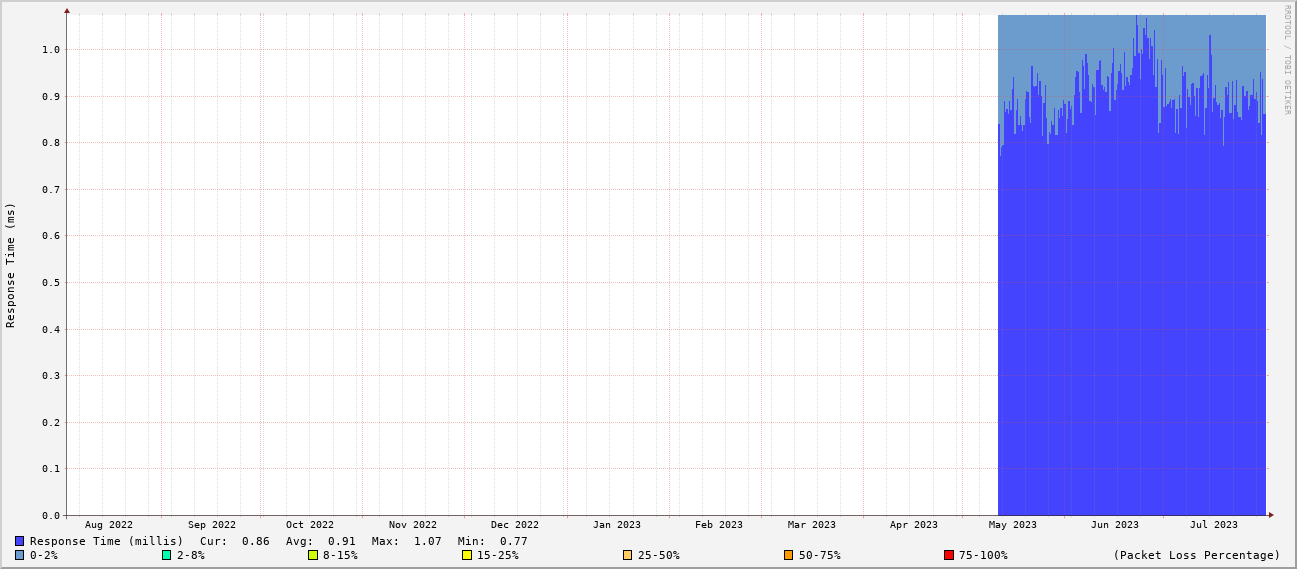 RRDTOOL / TOBI OETIKER
Response Time (ms)
1.0
0.9
0.8
0.7
0.6
0.5
0.4
0.3
0.2
0.1
0.0
Aug 2022 Sep 2022 Oct 2022 Nov 2022 Dec 2022 Jan 2023 Feb 2023 Mar 2023 Apr 2023 May 2023 Jun 2023 Jul 2023
Response Time (millis) Cur: 0.86 Avg: 0.91 Max: 1.07 Min: 0.77
0-2% 2-8% 8-15% 15-25% 25-50% 50-75% 75-100% (Packet Loss Percentage)